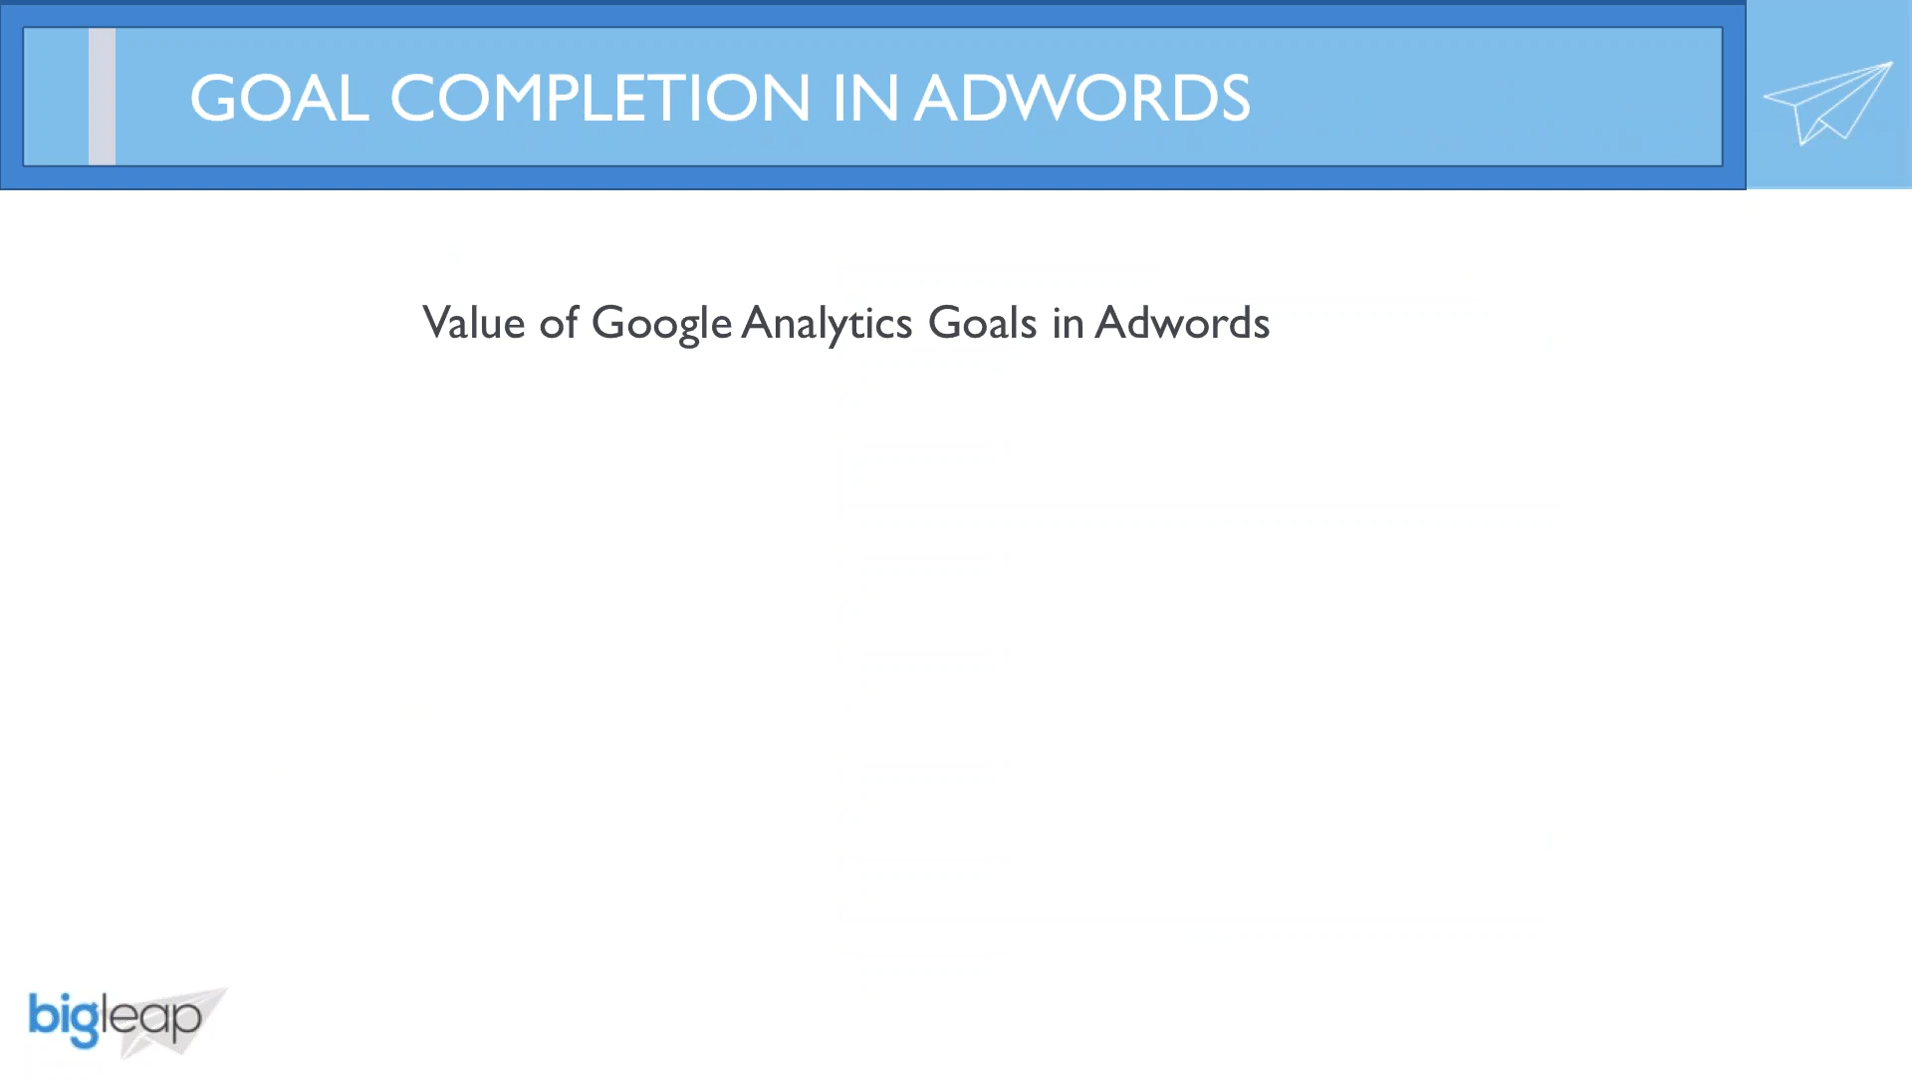 GOAL COMPLETION IN ADWORDS
Value of Google Analytics Goals in Adwords
bigleap